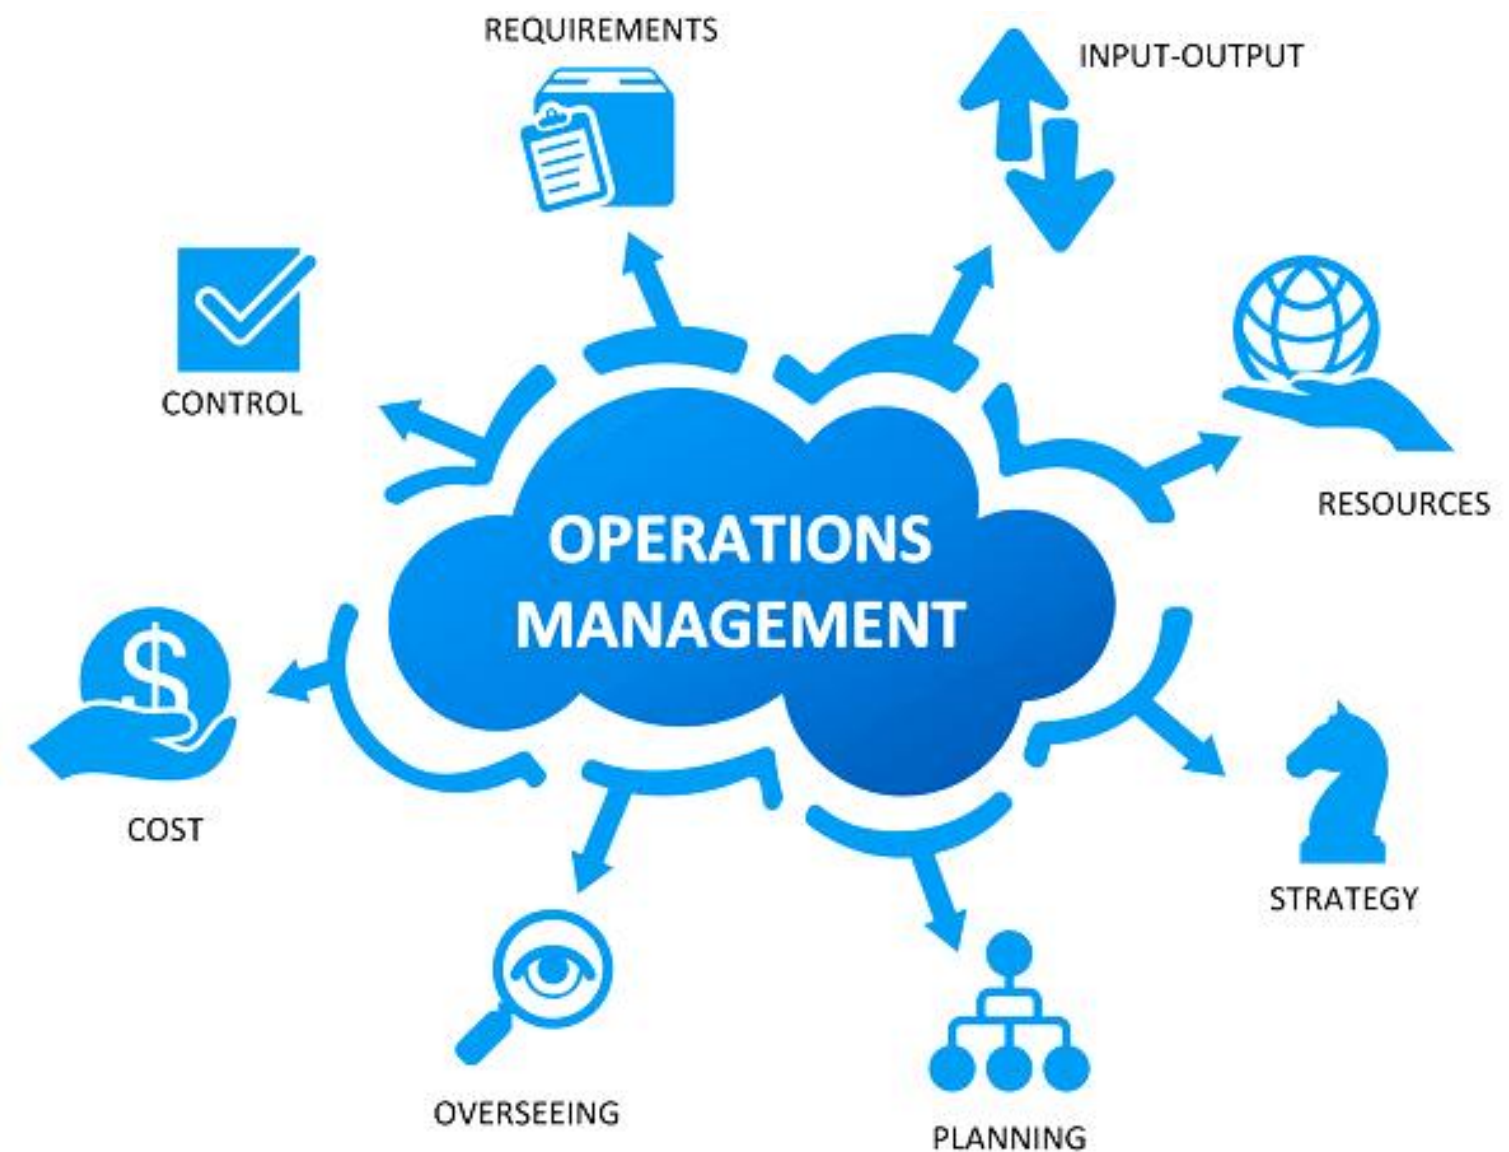 REQUIREMENTS
INPUT-OUTPUT
CONTROL
RESOURCES
OPERATIONS
MANAGEMENT
COST
STRATEGY
OVERSEEING
PLANNING